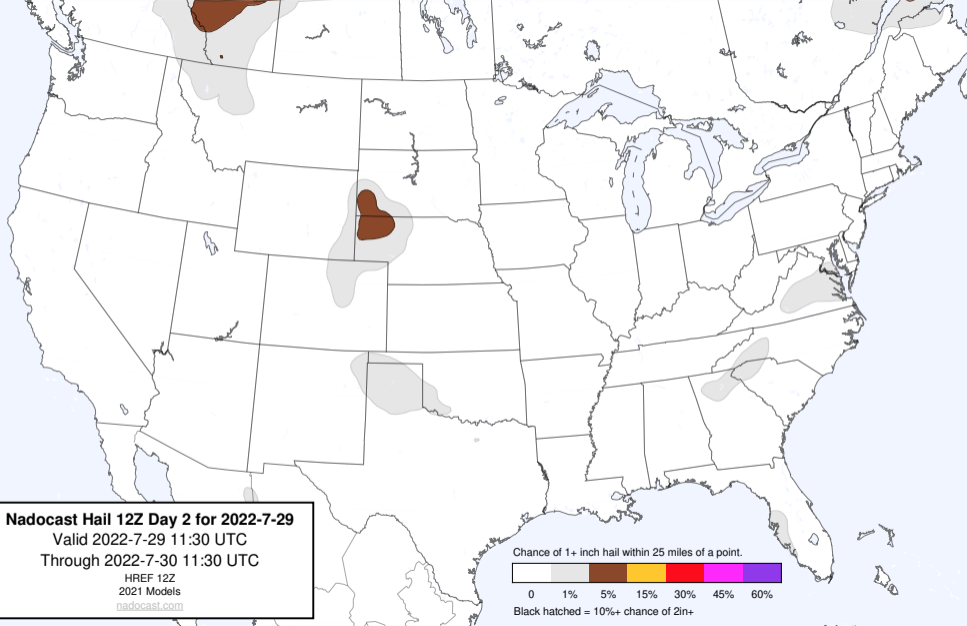 Nadocast Hail 12Z Day 2 for 2022-7-29
Valid 2022-7-29 11:30 UTC
Through 2022-7-30 11:30 UTC
HREF 12Z
2021 Models
nadocast.com
Chance of 1+ inch hail within 25 miles of a point.
0 1% 5% 15% 30% 45% 60%
Black hatched = 10%+ chance of 2in+